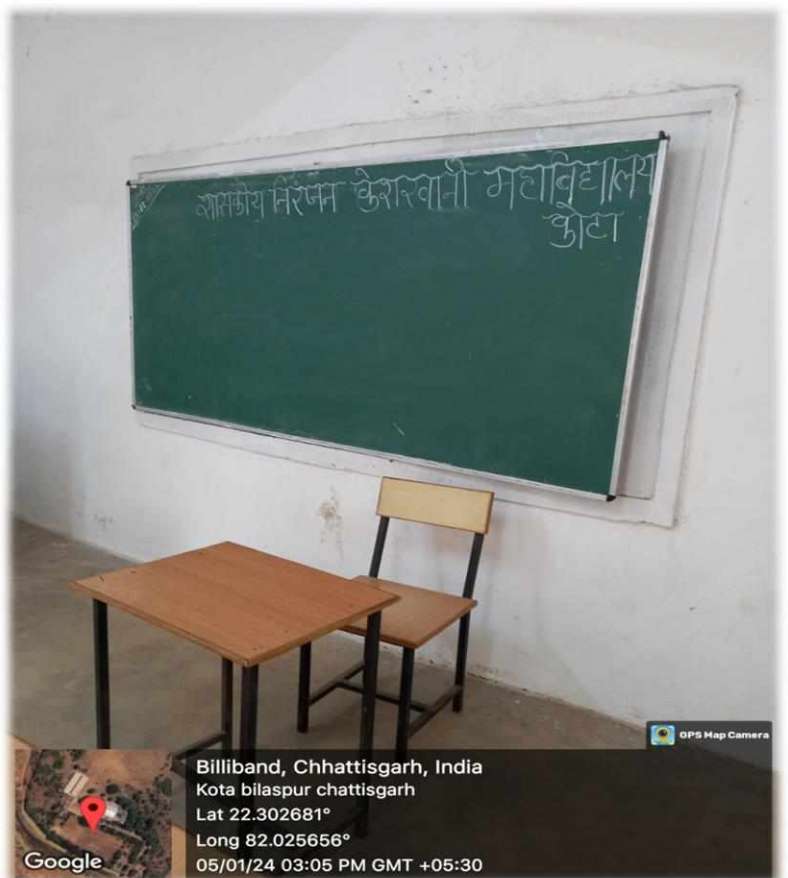 शासकीय निरंजन केशरवानी महाविद्यालय
कोटा
GPS Map Camera
Billiband, Chhattisgarh, India
Kota bilaspur chattisgarh
Lat 22.302681°
Long 82.025656°
05/01/24 03:05 PM GMT +05:30
Google